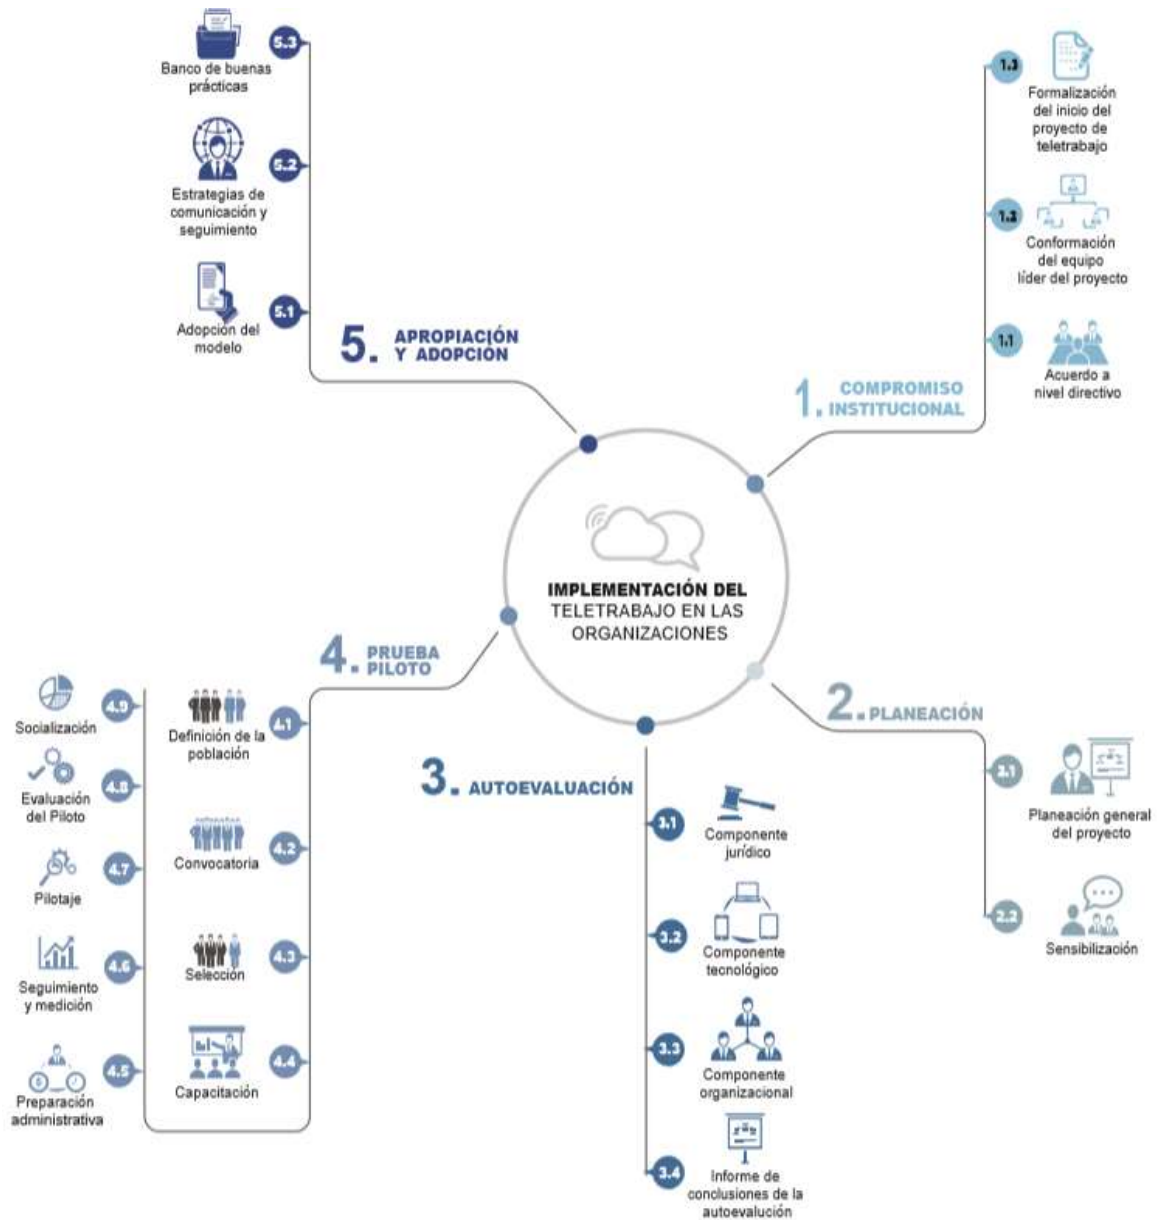 IMPLEMENTACIÓN DEL
TELETRABAJO EN LAS
ORGANIZACIONES
1. COMPROMISO
INSTITUCIONAL
1.1
Acuerdo a
nivel directivo
1.2
Conformación
del equipo
líder del proyecto
1.3
Formalización
del inicio del
proyecto de
teletrabajo
2. PLANEACIÓN
2.1
Planeación general
del proyecto
2.2
Sensibilización
3. AUTOEVALUACIÓN
3.1
Componente
jurídico
3.2
Componente
tecnológico
3.3
Componente
organizacional
3.4
Informe de
conclusiones de la
autoevalución
4. PRUEBA
PILOTO
4.1
Definición de la
población
4.2
Convocatoria
4.3
Selección
4.4
Capacitación
4.5
Preparación
administrativa
4.6
Seguimiento
y medición
4.7
Pilotaje
4.8
Evaluación
del Piloto
4.9
Socialización
5. APROPIACIÓN
Y ADOPCIÓN
5.1
Adopción del
modelo
5.2
Estrategias de
comunicación y
seguimiento
5.3
Banco de buenas
prácticas